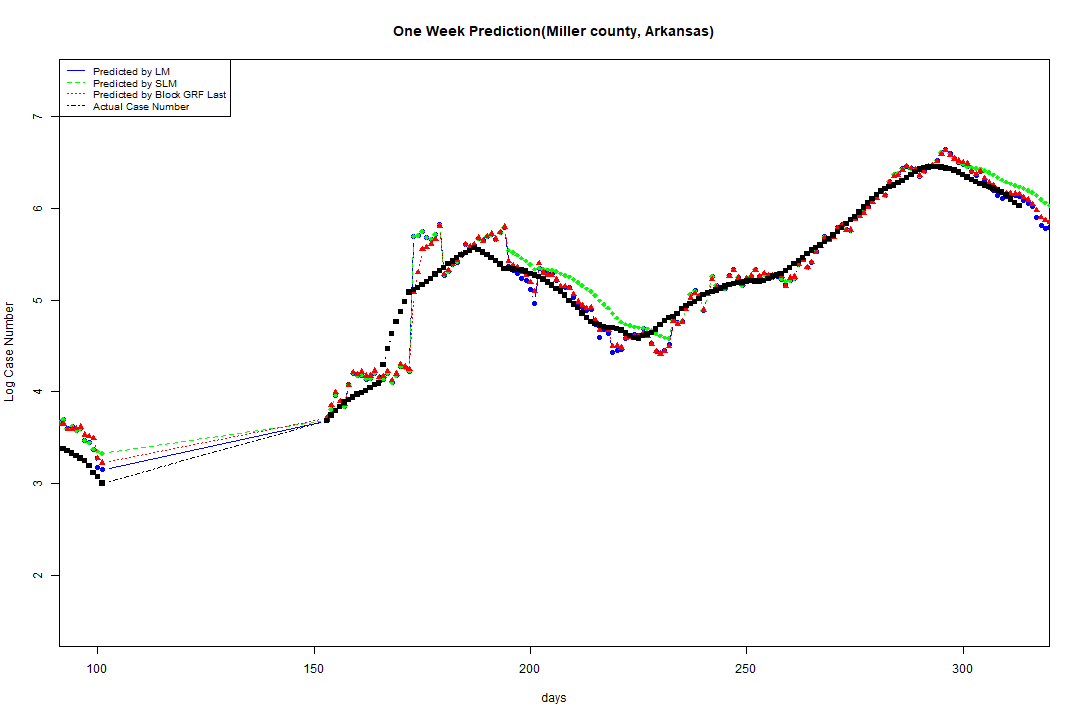 One Week Prediction(Miller county, Arkansas)
Predicted by LM
Predicted by SLM
Predicted by Block GRF Last
Actual Case Number
Log Case Number
7
6
5
4
3
2
100 150 200 250 300
days